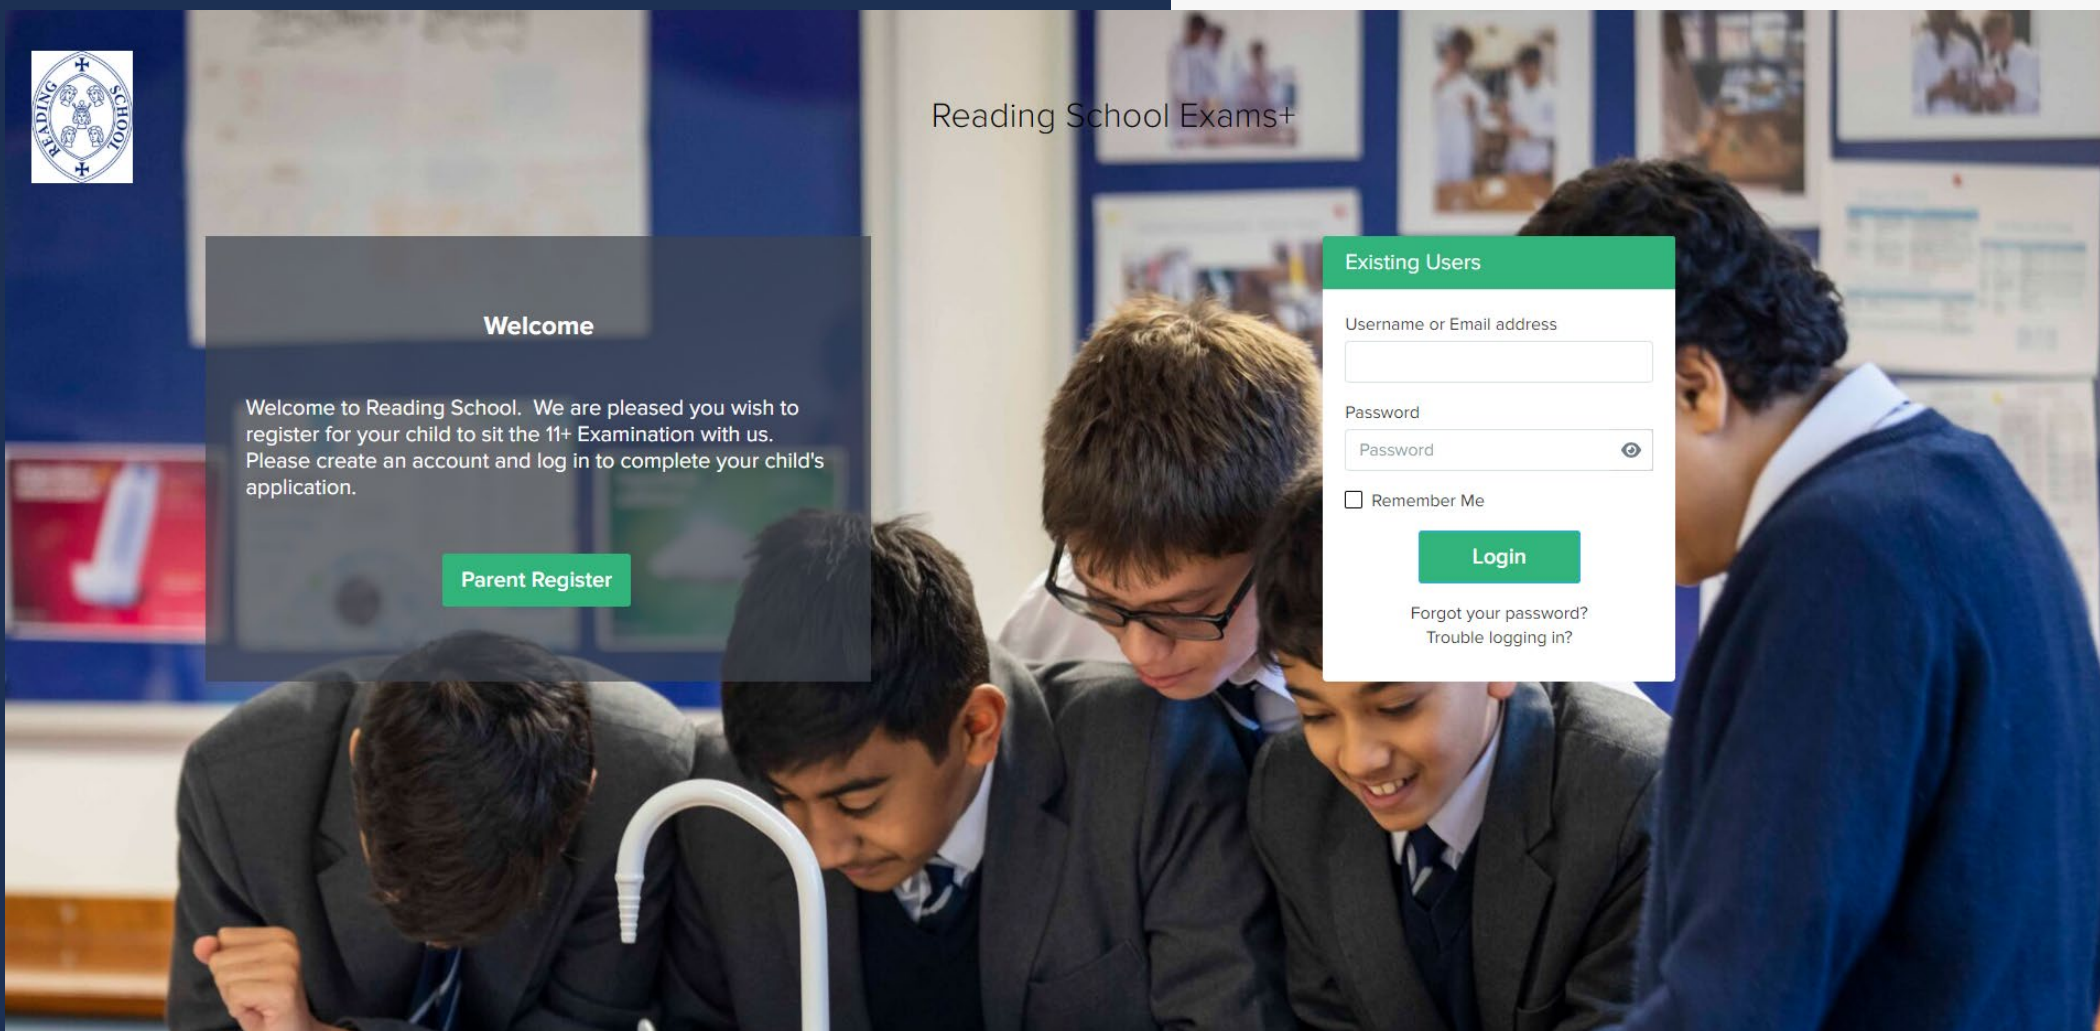 READING SCHOOL
Reading School Exams+
Welcome
Welcome to Reading School.  We are pleased you wish to
register for your child to sit the 11+ Examination with us.
Please create an account and log in to complete your child's
application.
Parent Register
Existing Users
Username or Email address
Password
Password
Remember Me
Login
Forgot your password?
Trouble logging in?